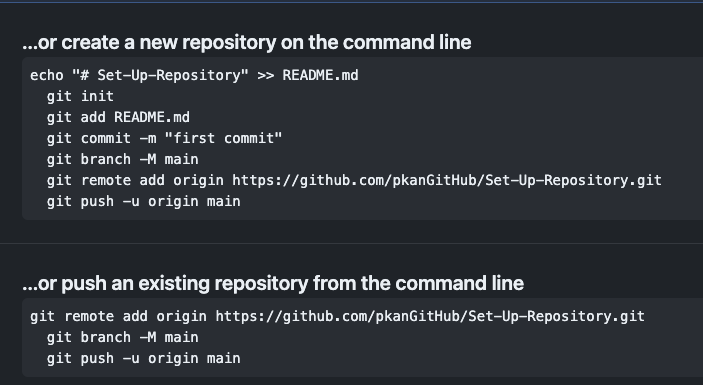 ...or create a new repository on the command line
echo "# Set-Up-Repository" >> README.md
git init
git add README.md
git commit -m "first commit"
git branch -M main
git remote add origin https://github.com/pkanGitHub/Set-Up-Repository.git
git push -u origin main
...or push an existing repository from the command line
git remote add origin https://github.com/pkanGitHub/Set-Up-Repository.git
git branch -M main
git push -u origin main